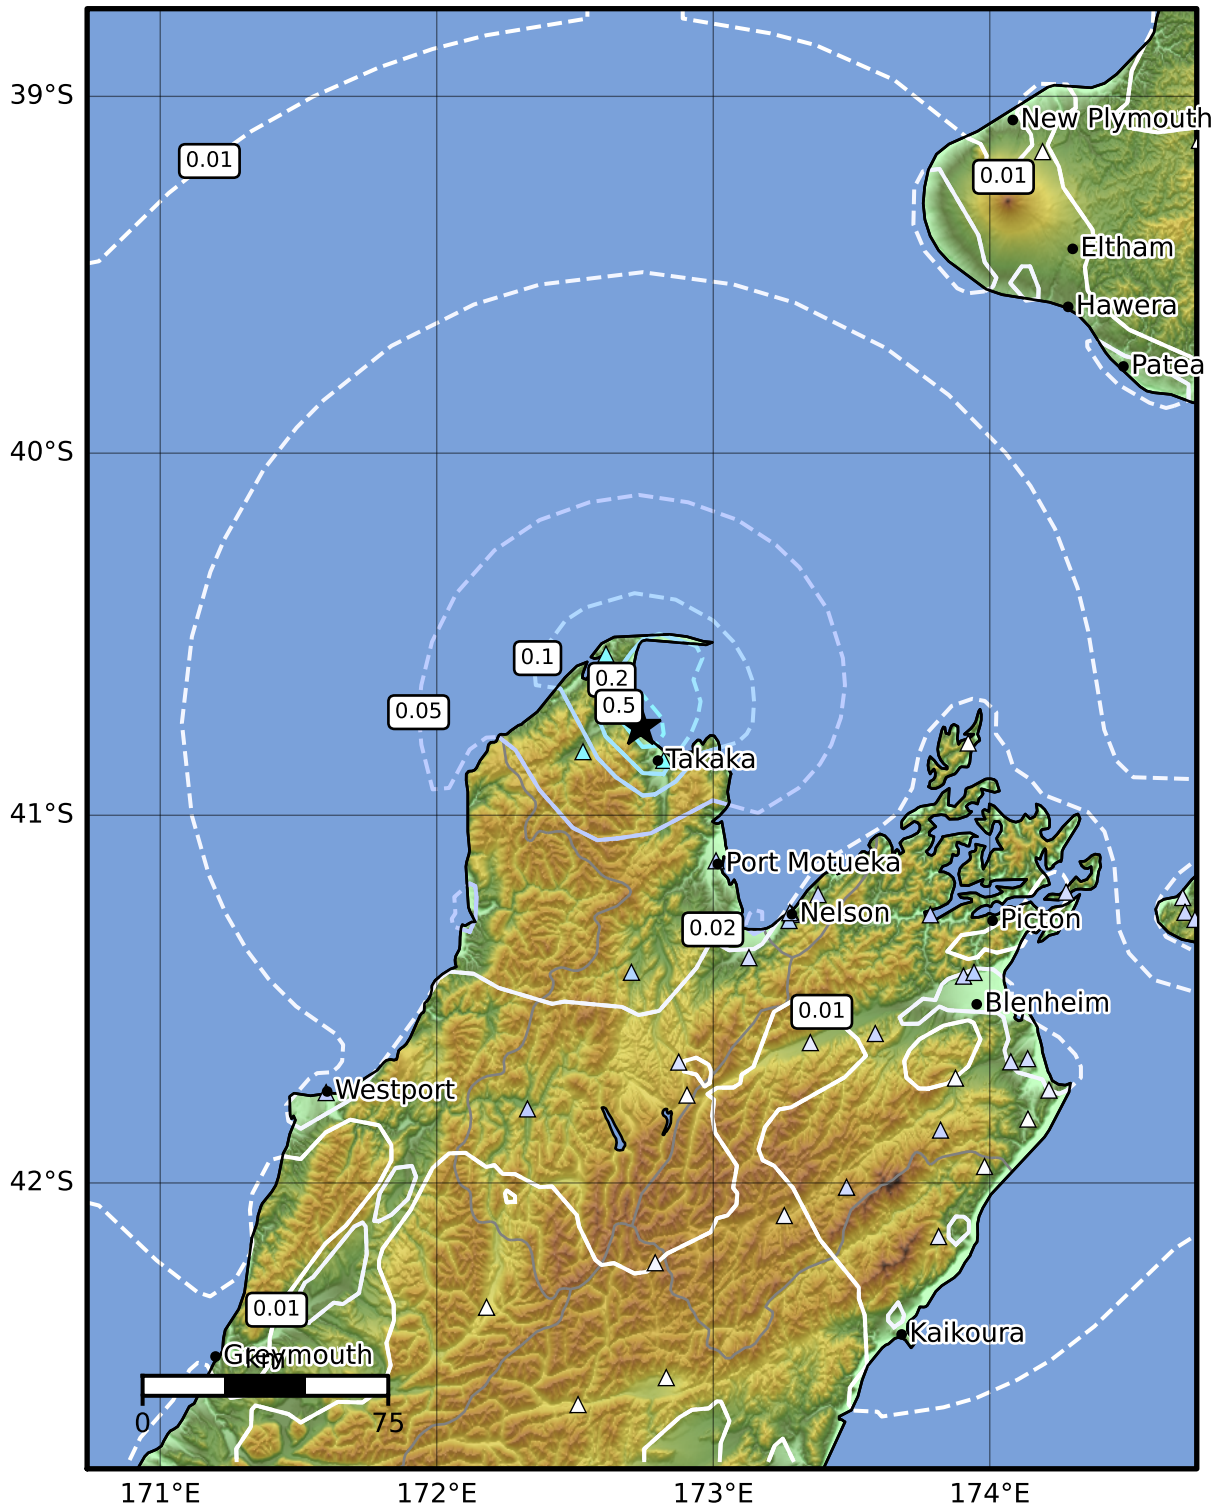 39°S
New Plymouth
0.01
0.01
Eltham
Hawera
Patea
40°S
0.1
0.2
0.5
0.05
Takaka
41°S
Port Motueka
Nelson
Picton
0.02
Blenheim
0.01
Westport
42°S
0.01
Kaikoura
Greymouth
km
0
75
171°E
172°E
173°E
174°E